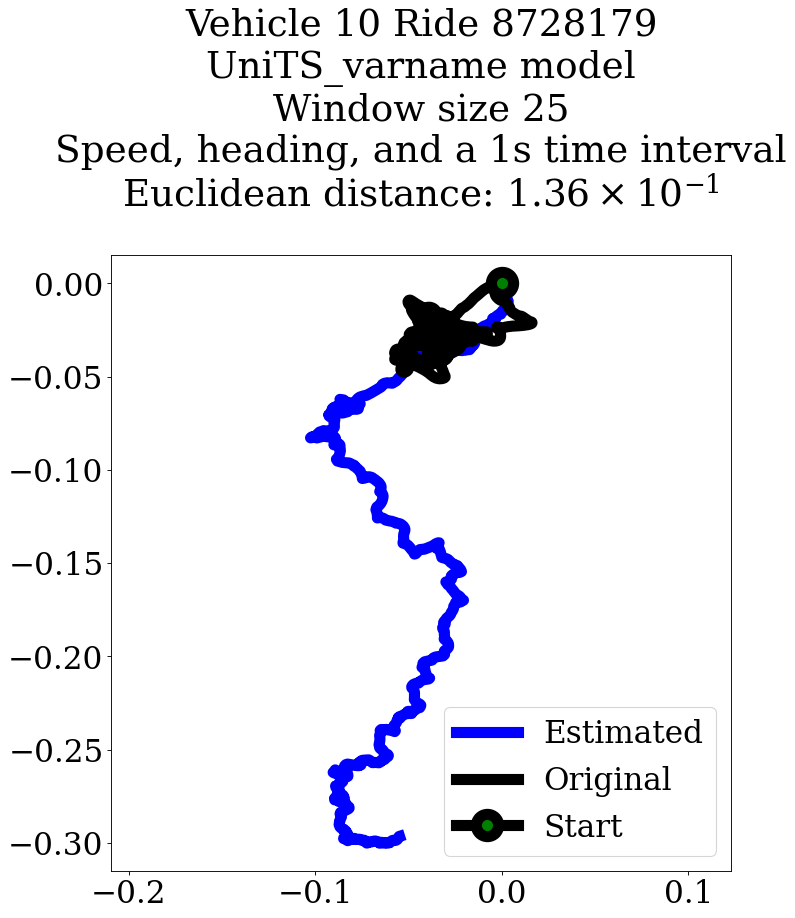 Vehicle 10 Ride 8728179
UniTS_varname model
Window size 25
Speed, heading, and a 1s time interval
Euclidean distance: 1.36 × 10⁻¹
0.00
−0.05
−0.10
−0.15
−0.20
−0.25
−0.30
Estimated
Original
Start
−0.2 −0.1 0.0 0.1